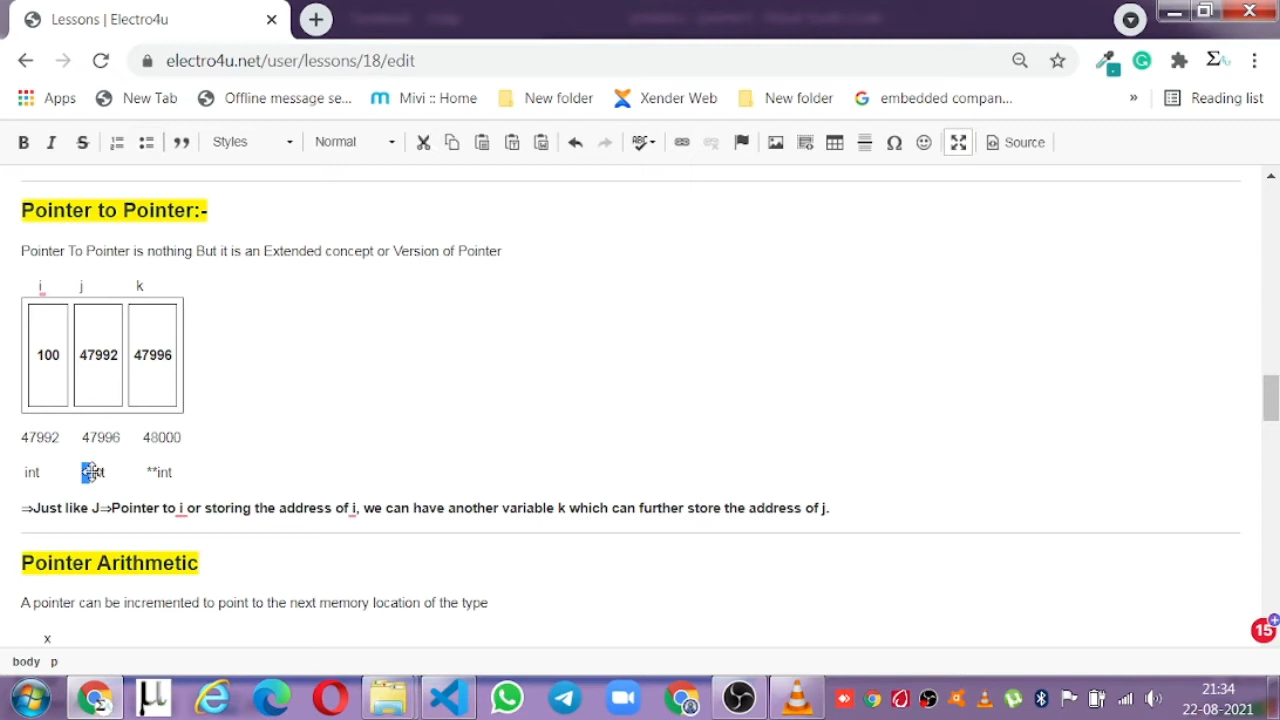 Lessons | Electro4u
electro4u.net/user/lessons/18/edit
Apps New Tab Offline message se... Mivi :: Home New folder Xender Web New folder embedded compan... » Reading list
B I S Styles Normal ABC Ω Source
Pointer to Pointer:-
Pointer To Pointer is nothing But it is an Extended concept or Version of Pointer
i j k
100 47992 47996
47992 47996 48000
int **int
⇒Just like J⇒Pointer to i or storing the address of i, we can have another variable k which can further store the address of j.
Pointer Arithmetic
A pointer can be incremented to point to the next memory location of the type
x
15
body p
21:34
22-08-2021